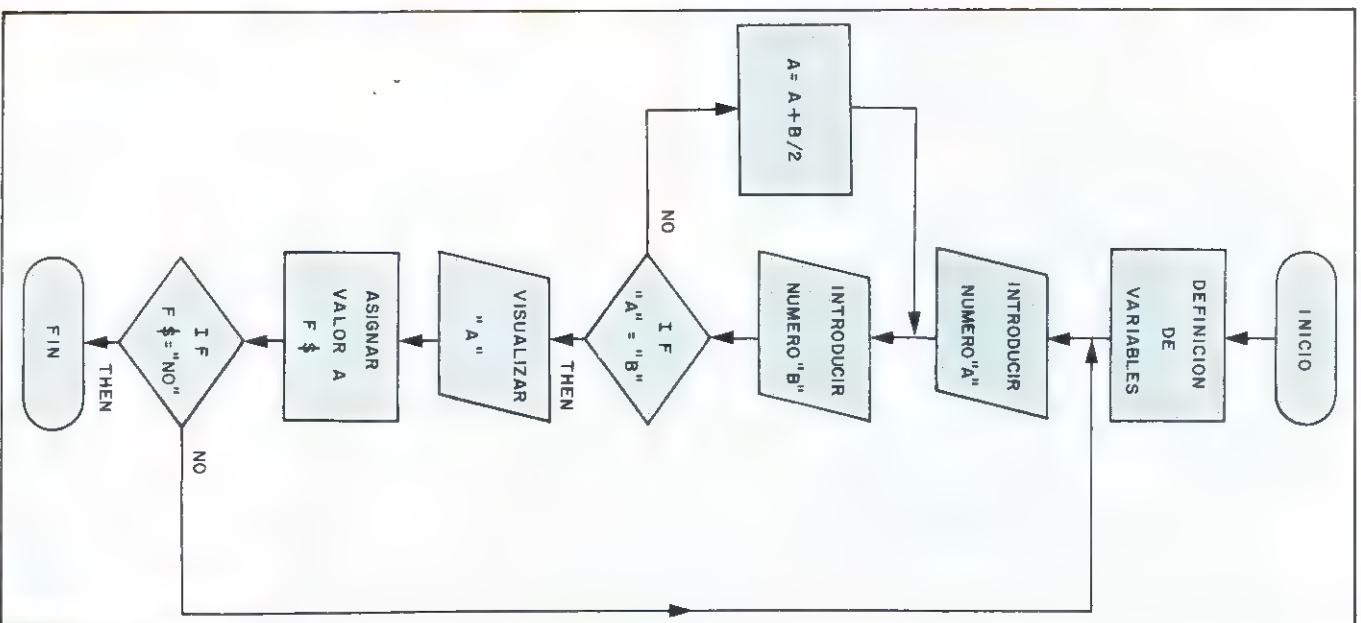 INICIO
DEFINICION
DE
VARIABLES
INTRODUCIR
NUMERO "A"
INTRODUCIR
NUMERO "B"
A = A + B/2
IF
"A" = "B"
NO
THEN
VISUALIZAR
"A"
ASIGNAR
VALOR A
F $
IF
F $="NO"
NO
THEN
FIN